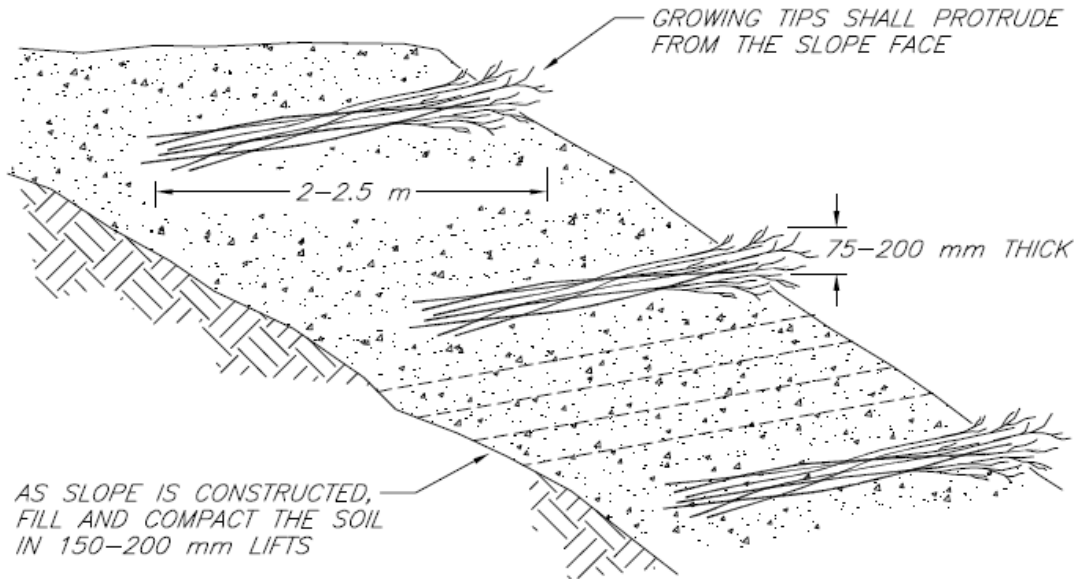 GROWING TIPS SHALL PROTRUDE
FROM THE SLOPE FACE
2-2.5 m
75-200 mm THICK
AS SLOPE IS CONSTRUCTED,
FILL AND COMPACT THE SOIL
IN 150-200 mm LIFTS